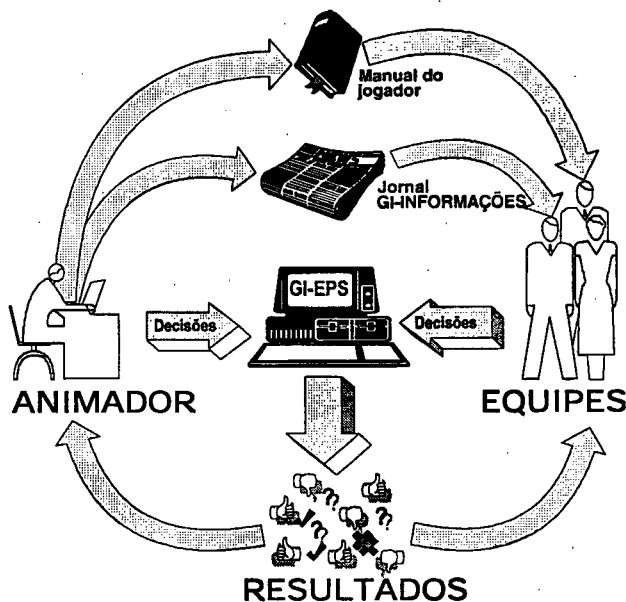 Manual do
jogador
Jornal
GI-INFORMAÇÕES
GI-EPS
Decisões
Decisões
ANIMADOR
EQUIPES
??
??
??
RESULTADOS